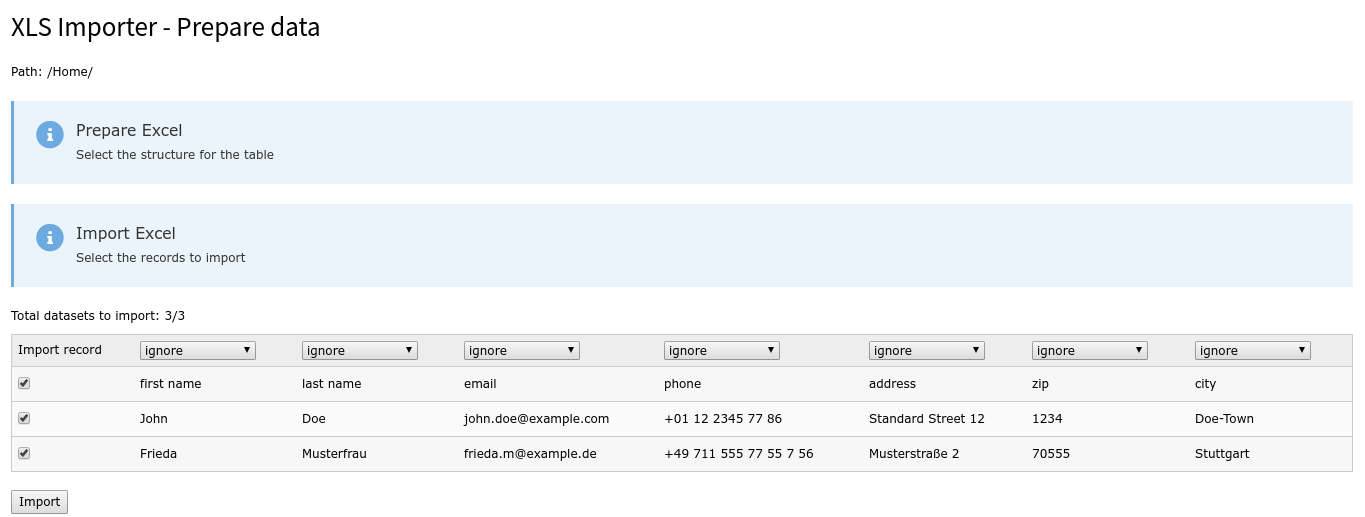 XLS Importer - Prepare data
Path: /Home/
Prepare Excel
Select the structure for the table
Import Excel
Select the records to import
Total datasets to import: 3/3
Import record ignore ignore ignore ignore ignore ignore ignore
first name last name email phone address zip city
John Doe john.doe@example.com +01 12 2345 77 86 Standard Street 12 1234 Doe-Town
Frieda Musterfrau frieda.m@example.de +49 711 555 77 55 7 56 Musterstraße 2 70555 Stuttgart
Import